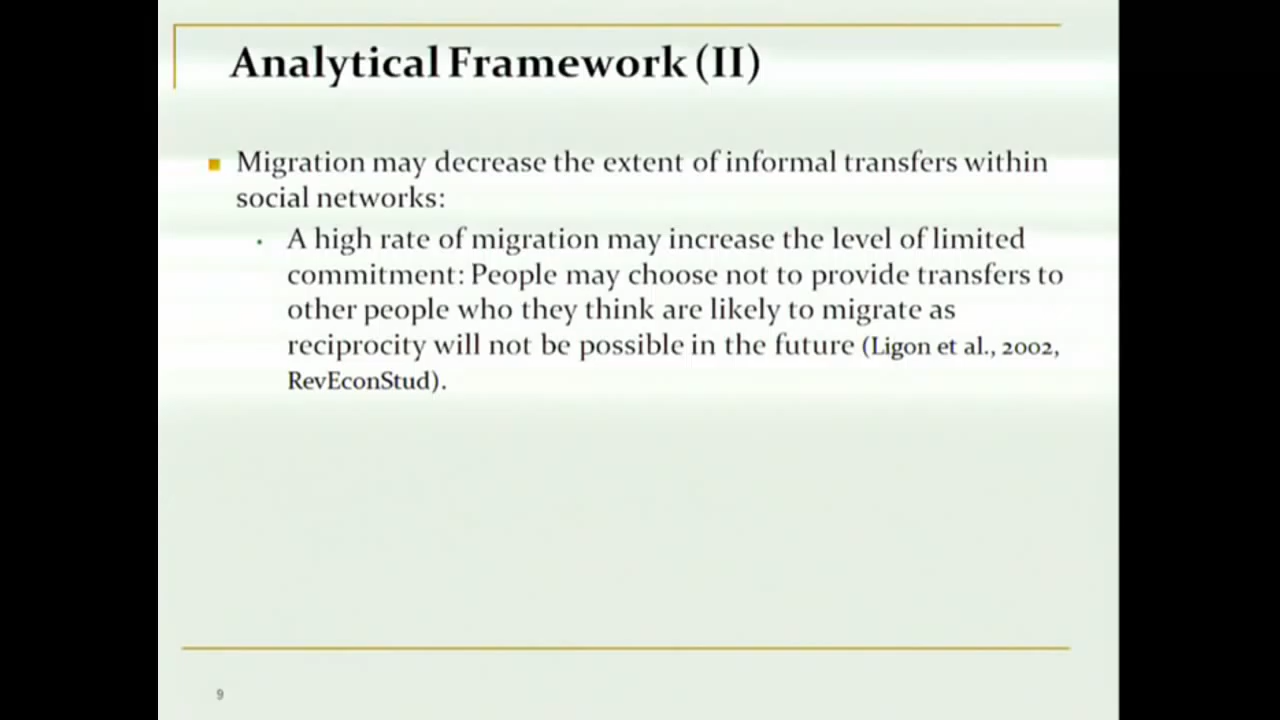 Analytical Framework (II)
Migration may decrease the extent of informal transfers within
social networks:
A high rate of migration may increase the level of limited
commitment: People may choose not to provide transfers to
other people who they think are likely to migrate as
reciprocity will not be possible in the future (Ligon et al., 2002,
RevEconStud).
9